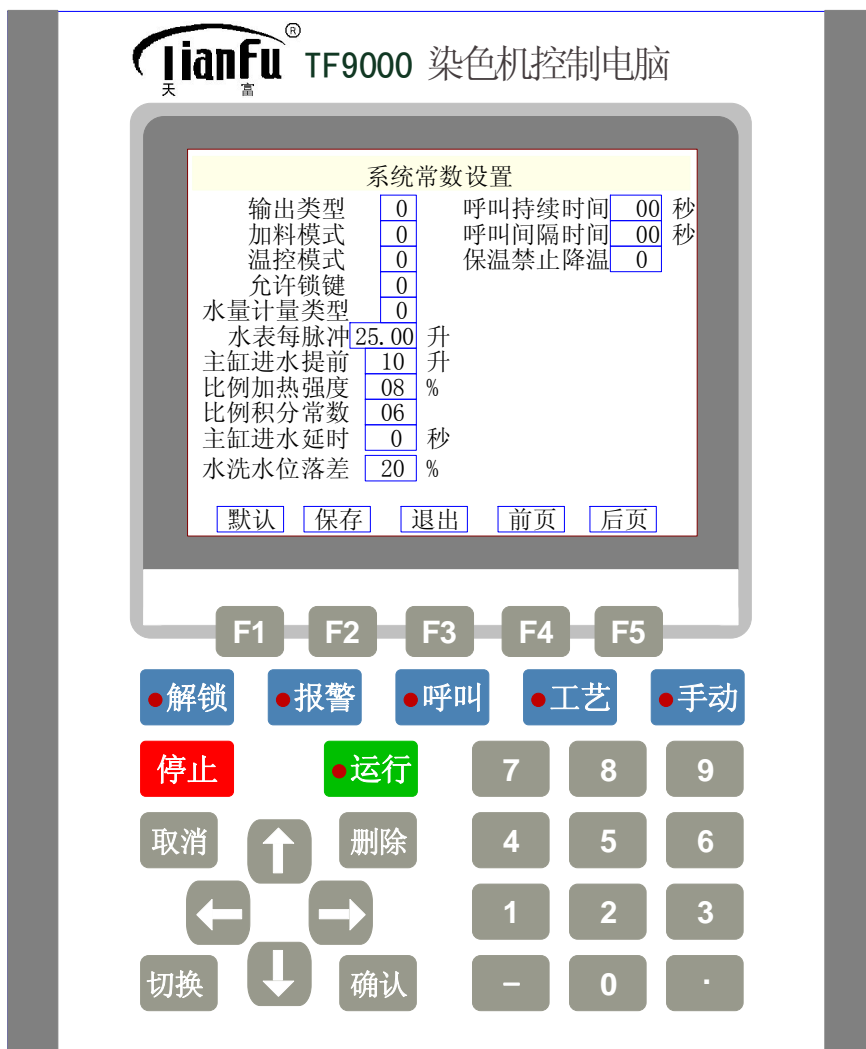 TianFu®
天富
TF9000 染色机控制电脑
系统常数设置
输出类型 0 呼叫持续时间 00 秒
加料模式 0 呼叫间隔时间 00 秒
温控模式 0 保温禁止降温 0
允许锁键 0
水量计量类型 0
水表每脉冲 25.00 升
主缸进水提前 10 升
比例加热强度 08 %
比例积分常数 06
主缸进水延时 0 秒
水洗水位落差 20 %
默认 保存 退出 前页 后页
F1 F2 F3 F4 F5
解锁 报警 呼叫 工艺 手动
停止 运行 7 8 9
取消 删除 4 5 6
1 2 3
切换 确认 － 0 ·